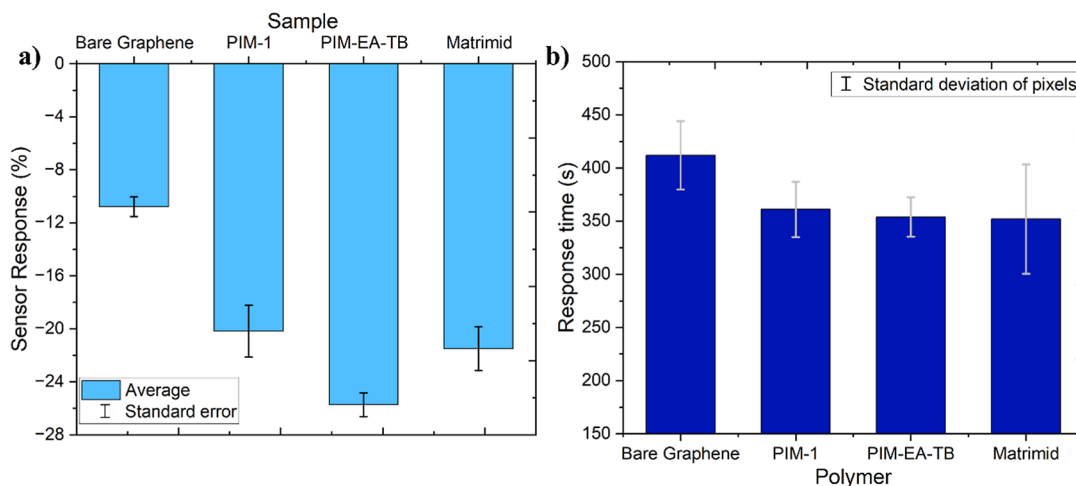 a)
Sample
Bare Graphene PIM-1 PIM-EA-TB Matrimid
0
−4
−8
−12
−16
−20
−24
−28
Sensor Response (%)
Average
Standard error
b)
500
450
400
350
300
250
200
150
Response time (s)
Standard deviation of pixels
Bare Graphene PIM-1 PIM-EA-TB Matrimid
Polymer